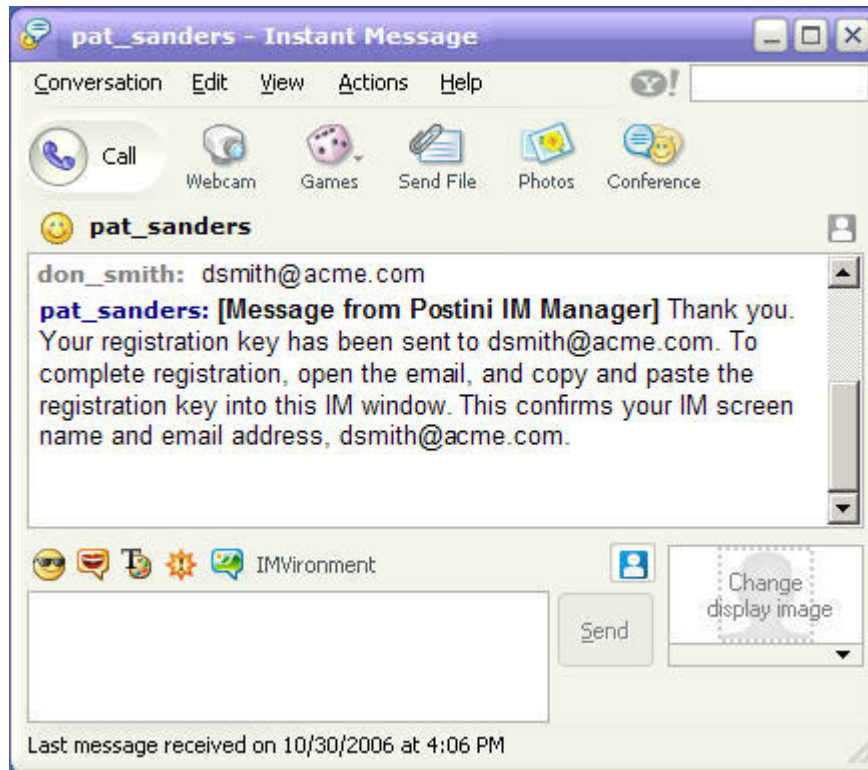 pat_sanders - Instant Message
Conversation Edit View Actions Help Y!
Call
Webcam Games Send File Photos Conference
pat_sanders
don_smith: dsmith@acme.com
pat_sanders: [Message from Postini IM Manager] Thank you.
Your registration key has been sent to dsmith@acme.com. To
complete registration, open the email, and copy and paste the
registration key into this IM window. This confirms your IM screen
name and email address, dsmith@acme.com.
IMVironment
Change
display image
Send
Last message received on 10/30/2006 at 4:06 PM